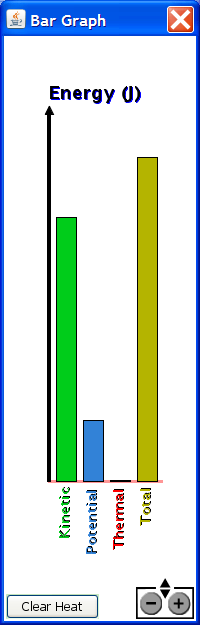 Bar Graph
Energy (J)
Kinetic
Potential
Thermal
Total
Clear Heat